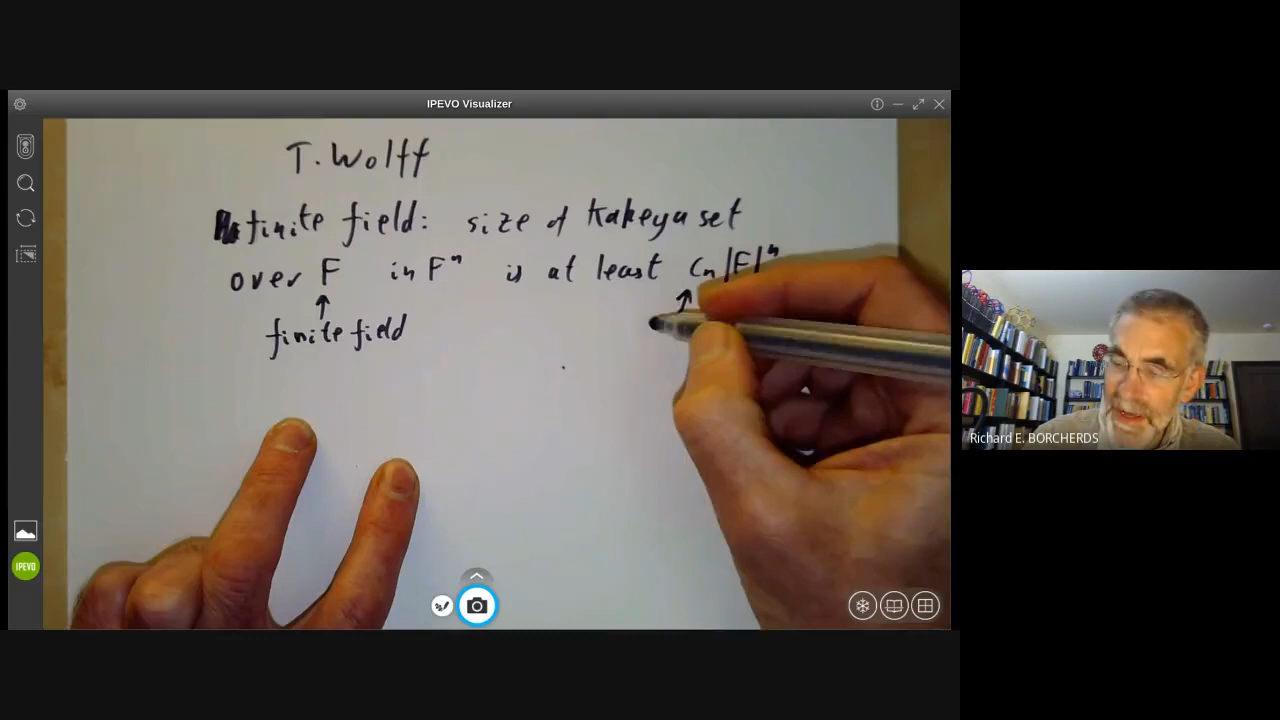 IPEVO Visualizer
T. Wolff
finite field: size of Kakeya set
over F in Fⁿ is at least Cn|F|ⁿ
↑ ↑
finite field
Richard E. BORCHERDS
IPEVO